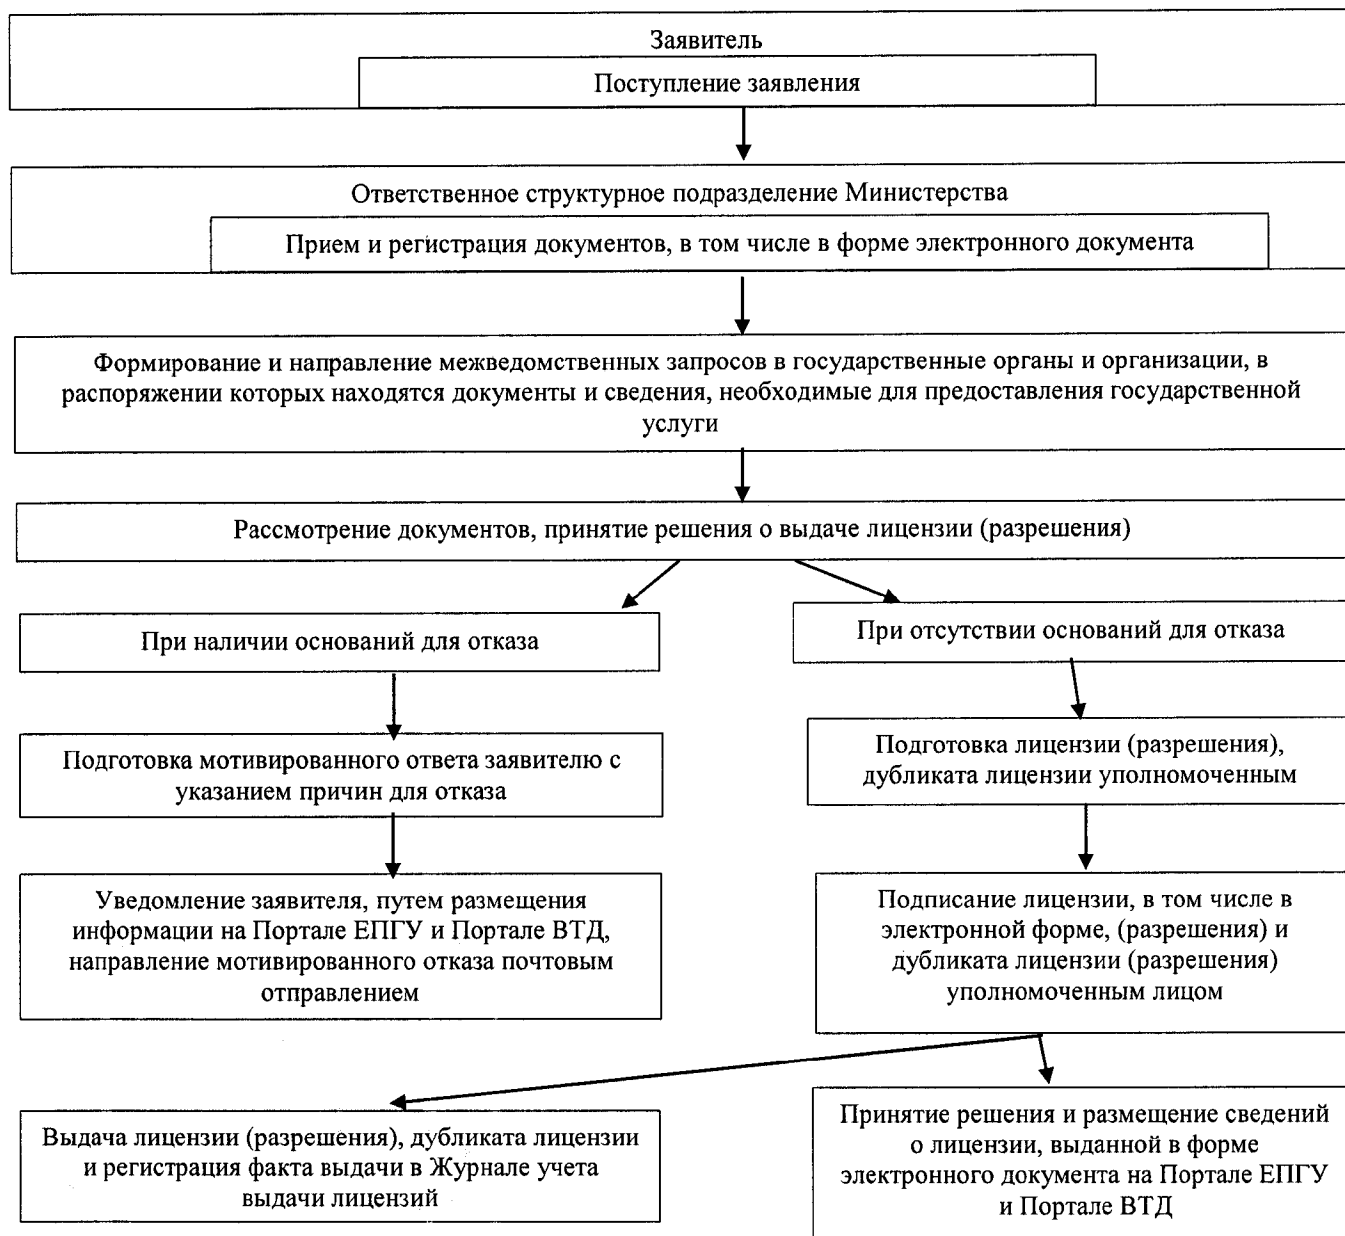 Заявитель
Поступление заявления
Ответственное структурное подразделение Министерства
Прием и регистрация документов, в том числе в форме электронного документа
Формирование и направление межведомственных запросов в государственные органы и организации, в
распоряжении которых находятся документы и сведения, необходимые для предоставления государственной
услуги
Рассмотрение документов, принятие решения о выдаче лицензии (разрешения)
При наличии оснований для отказа
При отсутствии оснований для отказа
Подготовка мотивированного ответа заявителю с
указанием причин для отказа
Подготовка лицензии (разрешения),
дубликата лицензии уполномоченным
Уведомление заявителя, путем размещения
информации на Портале ЕПГУ и Портале ВТД,
направление мотивированного отказа почтовым
отправлением
Подписание лицензии, в том числе в
электронной форме, (разрешения) и
дубликата лицензии (разрешения)
уполномоченным лицом
Выдача лицензии (разрешения), дубликата лицензии
и регистрация факта выдачи в Журнале учета
выдачи лицензий
Принятие решения и размещение сведений
о лицензии, выданной в форме
электронного документа на Портале ЕПГУ
и Портале ВТД